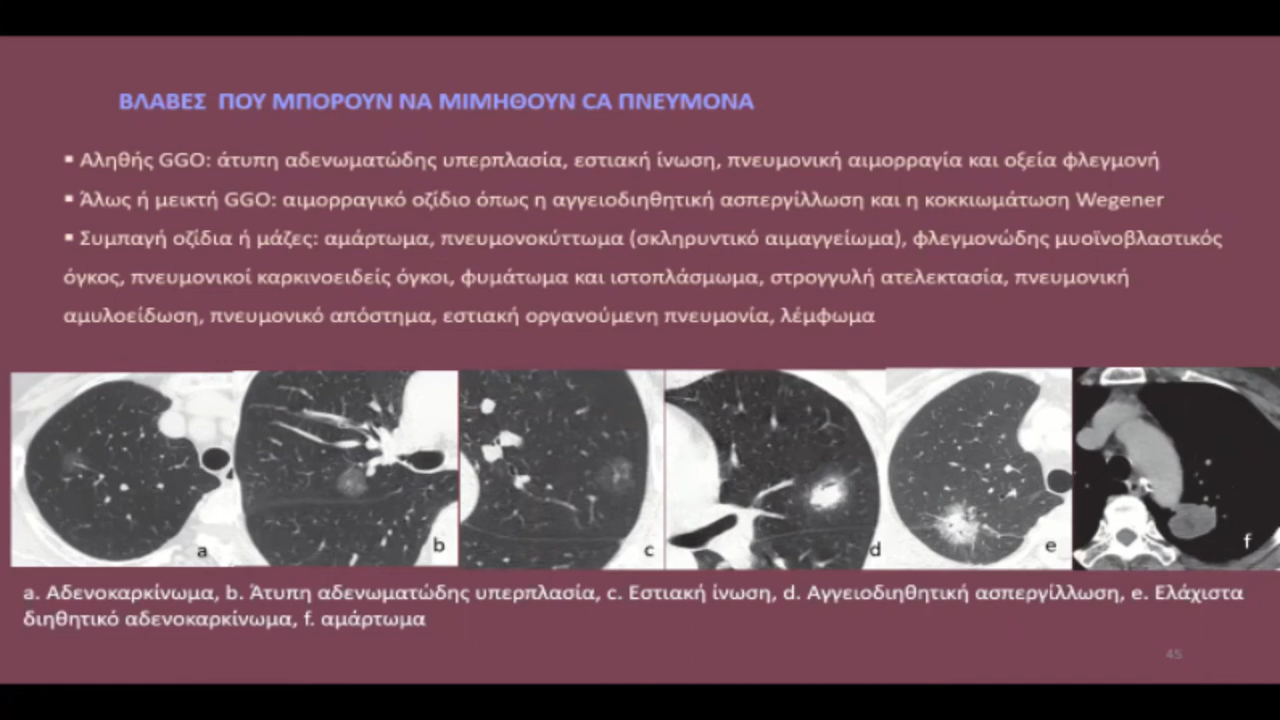 ΒΛΑΒΕΣ ΠΟΥ ΜΠΟΡΟΥΝ ΝΑ ΜΙΜΗΘΟΥΝ CA ΠΝΕΥΜΟΝΑ
▪ Αληθής GGO: άτυπη αδενωματώδης υπερπλασία, εστιακή ίνωση, πνευμονική αιμορραγία και οξεία φλεγμονή
▪ Άλως ή μεικτή GGO: αιμορραγικό οζίδιο όπως η αγγειοδιηθητική ασπεργίλλωση και η κοκκιωμάτωση Wegener
▪ Συμπαγή οζίδια ή μάζες: αμάρτωμα, πνευμονοκύττωμα (σκληρυντικό αιμαγγείωμα), φλεγμονώδης μυοϊνοβλαστικός
όγκος, πνευμονικοί καρκινοειδείς όγκοι, φυμάτωμα και ιστοπλάσμωμα, στρογγυλή ατελεκτασία, πνευμονική
αμυλοείδωση, πνευμονικό απόστημα, εστιακή οργανούμενη πνευμονία, λέμφωμα
a b c d e f
a. Αδενοκαρκίνωμα, b. Άτυπη αδενωματώδης υπερπλασία, c. Εστιακή ίνωση, d. Αγγειοδιηθητική ασπεργίλλωση, e. Ελάχιστα
διηθητικό αδενοκαρκίνωμα, f. αμάρτωμα
45